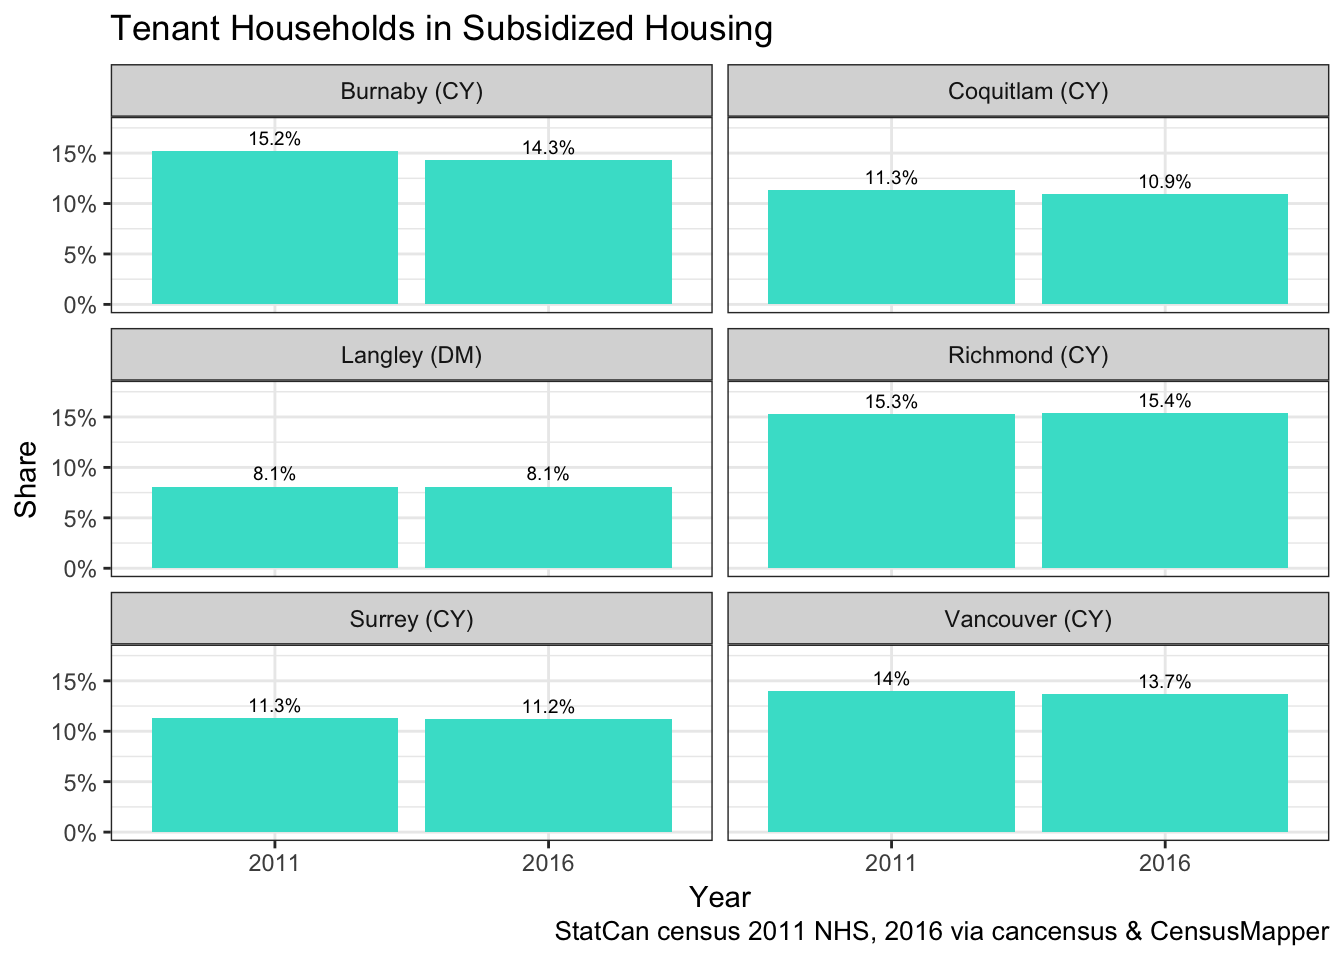 Tenant Households in Subsidized Housing
Burnaby (CY)
Coquitlam (CY)
15.2%
14.3%
11.3%
10.9%
15%
10%
5%
0%
Langley (DM)
Richmond (CY)
8.1%
8.1%
15.3%
15.4%
15%
10%
5%
0%
Share
Surrey (CY)
Vancouver (CY)
11.3%
11.2%
14%
13.7%
15%
10%
5%
0%
2011
2016
2011
2016
Year
StatCan census 2011 NHS, 2016 via cancensus & CensusMapper